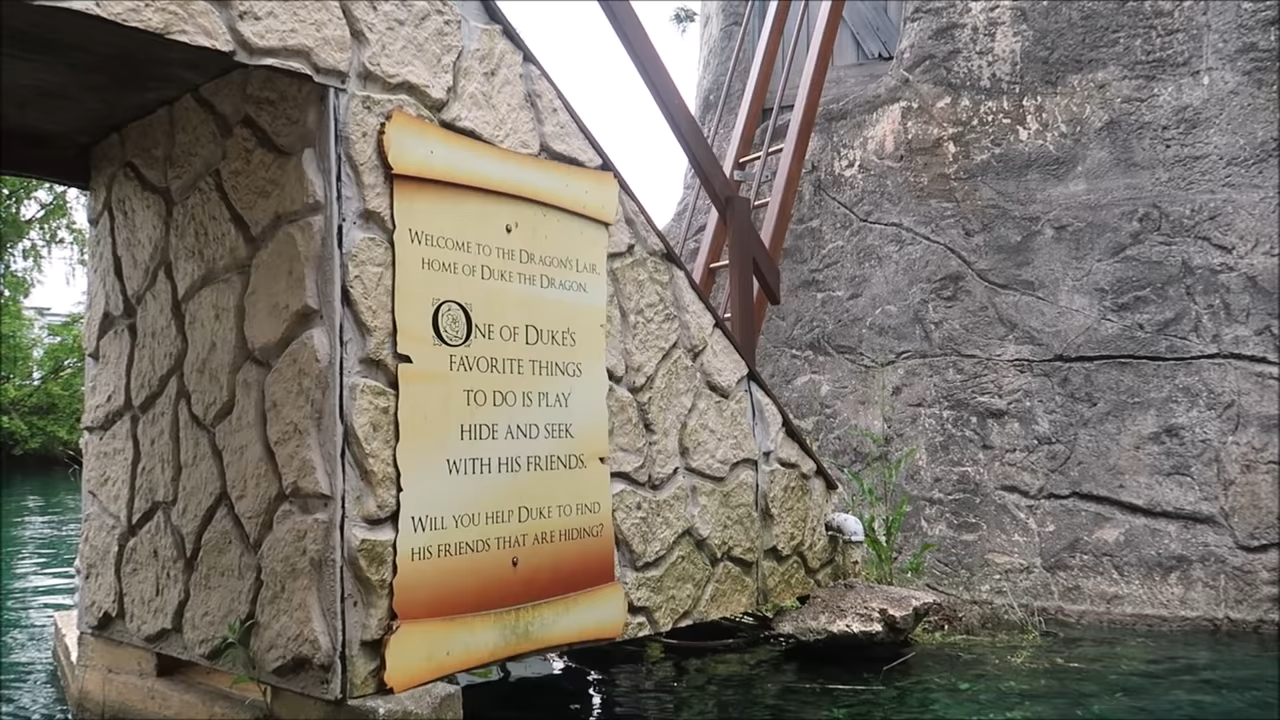 Welcome to the Dragon's Lair,
home of Duke the Dragon.
One of Duke's
favorite things
to do is play
hide and seek
with his friends.
Will you help Duke to find
his friends that are hiding?